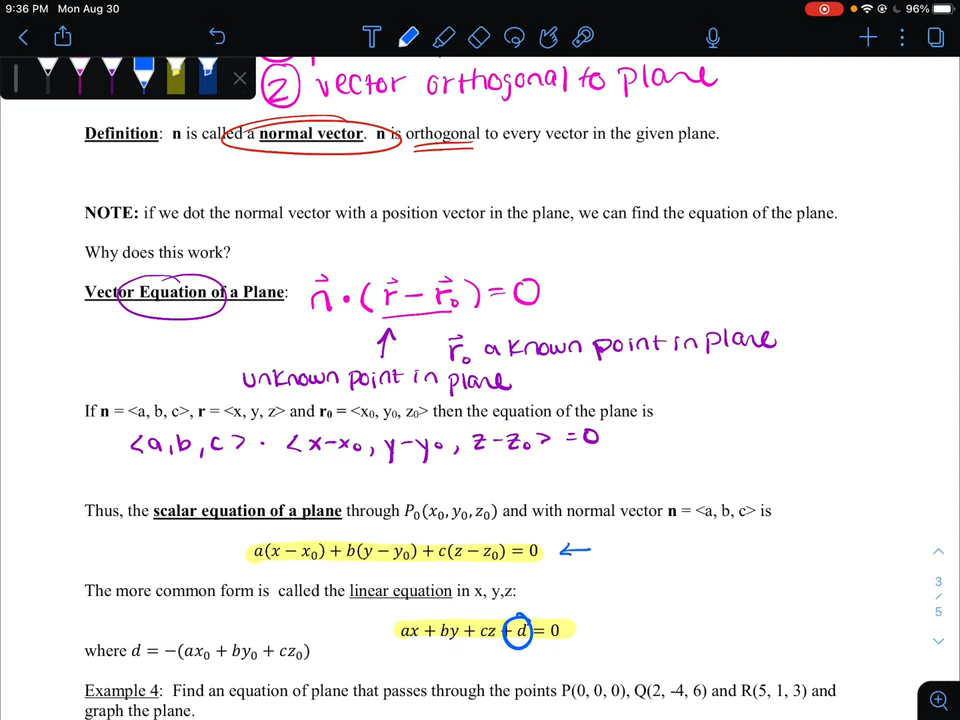 9:36 PM Mon Aug 30
96%
② vector orthogonal to plane
Definition: n is called a normal vector. n is orthogonal to every vector in the given plane.
NOTE: if we dot the normal vector with a position vector in the plane, we can find the equation of the plane.
Why does this work?
Vector Equation of a Plane: n⃗ • (r⃗ − r⃗₀) = 0
r⃗₀ a known point in plane
unknown point in plane
If n = <a, b, c>, r = <x, y, z> and r₀ = <x₀, y₀, z₀> then the equation of the plane is
<a, b, c> · <x-x₀, y-y₀, z-z₀> = 0
Thus, the scalar equation of a plane through P₀(x₀, y₀, z₀) and with normal vector n = <a, b, c> is
a(x − x₀) + b(y − y₀) + c(z − z₀) = 0 ←
The more common form is called the linear equation in x, y,z:
ax + by + cz + d = 0
where d = −(ax₀ + by₀ + cz₀)
3
/
5
Example 4: Find an equation of plane that passes through the points P(0, 0, 0), Q(2, -4, 6) and R(5, 1, 3) and
graph the plane.